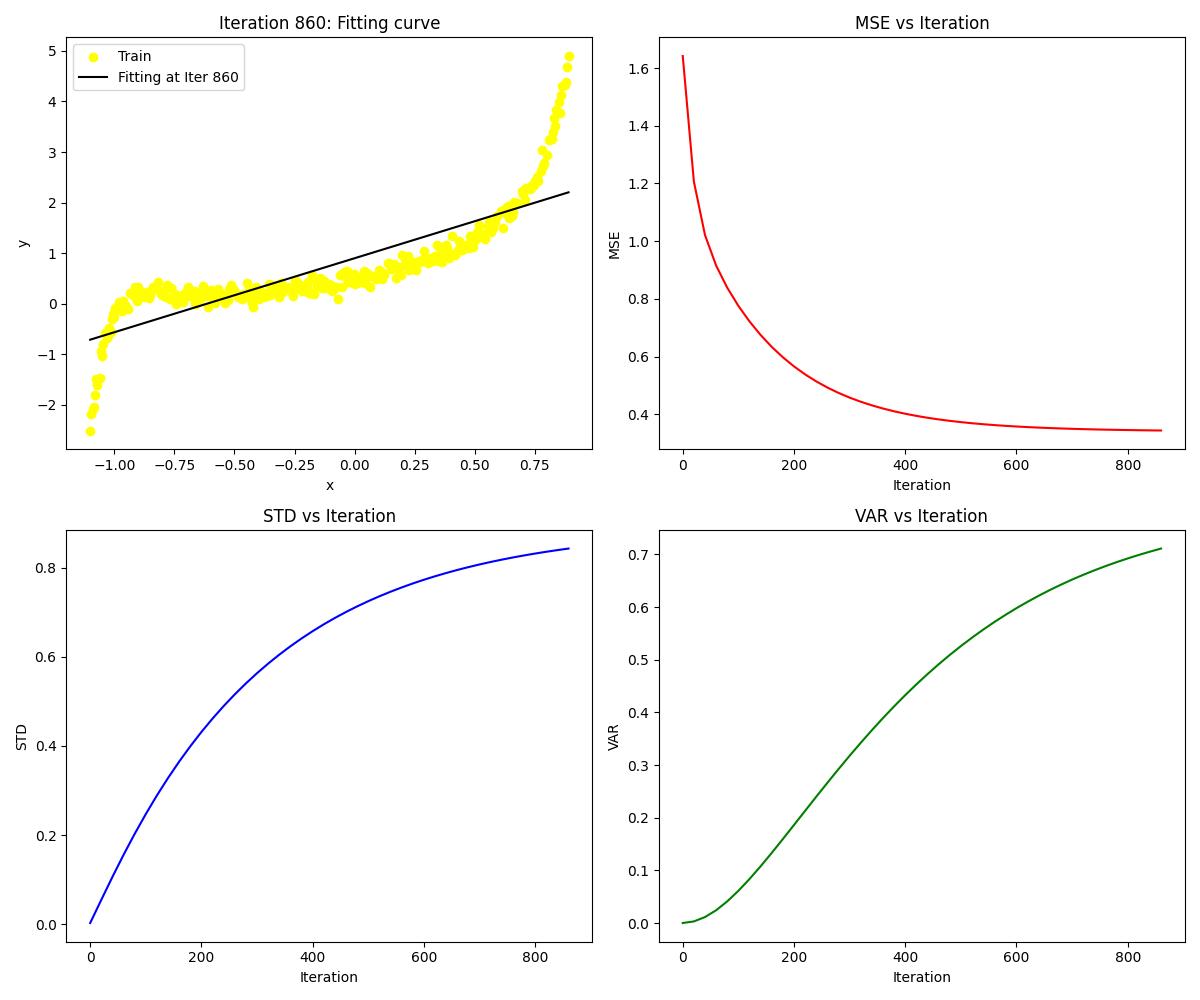 Iteration 860: Fitting curve
Train
Fitting at Iter 860
5
4
3
2
1
0
−1
−2
y
−1.00 −0.75 −0.50 −0.25 0.00 0.25 0.50 0.75
x
MSE vs Iteration
1.6
1.4
1.2
1.0
0.8
0.6
0.4
MSE
0 200 400 600 800
Iteration
STD vs Iteration
0.8
0.6
0.4
0.2
0.0
STD
0 200 400 600 800
Iteration
VAR vs Iteration
0.7
0.6
0.5
0.4
0.3
0.2
0.1
0.0
VAR
0 200 400 600 800
Iteration